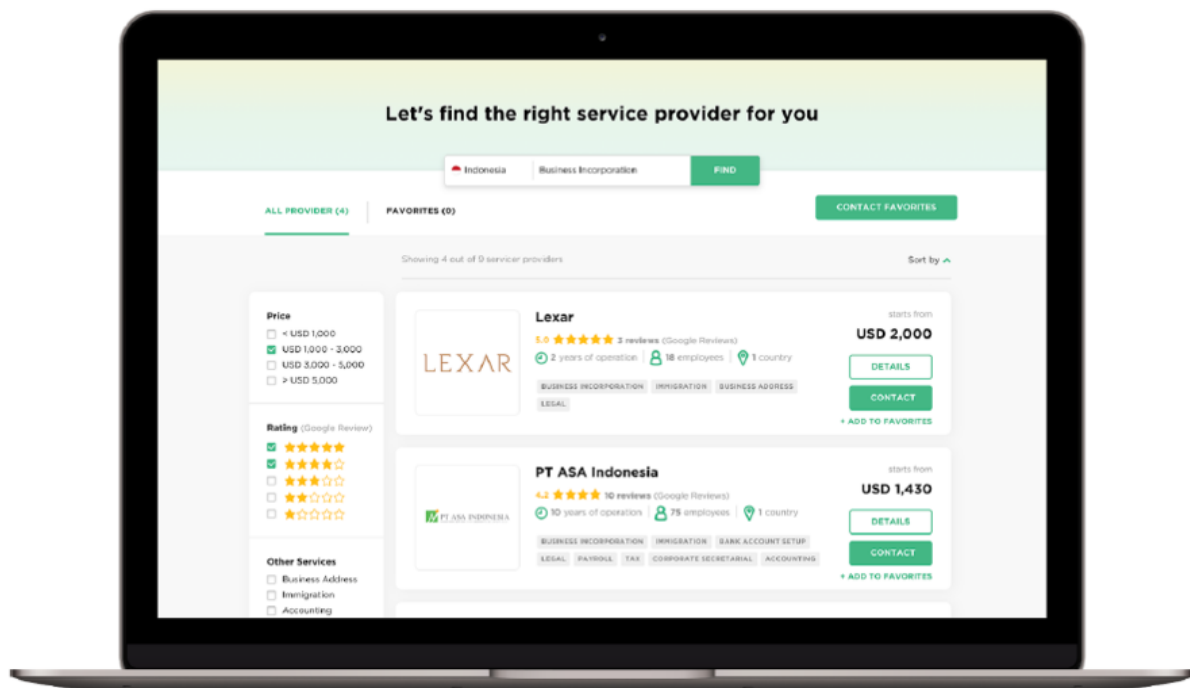 Let's find the right service provider for you
Indonesia Business Incorporation FIND
ALL PROVIDER (4) FAVORITES (0) CONTACT FAVORITES
Showing 4 out of 9 servicer providers Sort by
Price
< USD 1,000
USD 1,000 - 3,000
USD 3,000 - 5,000
> USD 5,000
Rating (Google Review)
Other Services
Business Address
Immigration
Accounting
LEXAR
Lexar
5.0 3 reviews (Google Reviews)
2 years of operation 18 employees 1 country
BUSINESS INCORPORATION IMMIGRATION BUSINESS ADDRESS
LEGAL
starts from
USD 2,000
DETAILS
CONTACT
+ ADD TO FAVORITES
PT ASA INDONESIA
PT ASA Indonesia
4.2 10 reviews (Google Reviews)
10 years of operation 75 employees 1 country
BUSINESS INCORPORATION IMMIGRATION BANK ACCOUNT SETUP
LEGAL PAYROLL TAX CORPORATE SECRETARIAL ACCOUNTING
starts from
USD 1,430
DETAILS
CONTACT
+ ADD TO FAVORITES